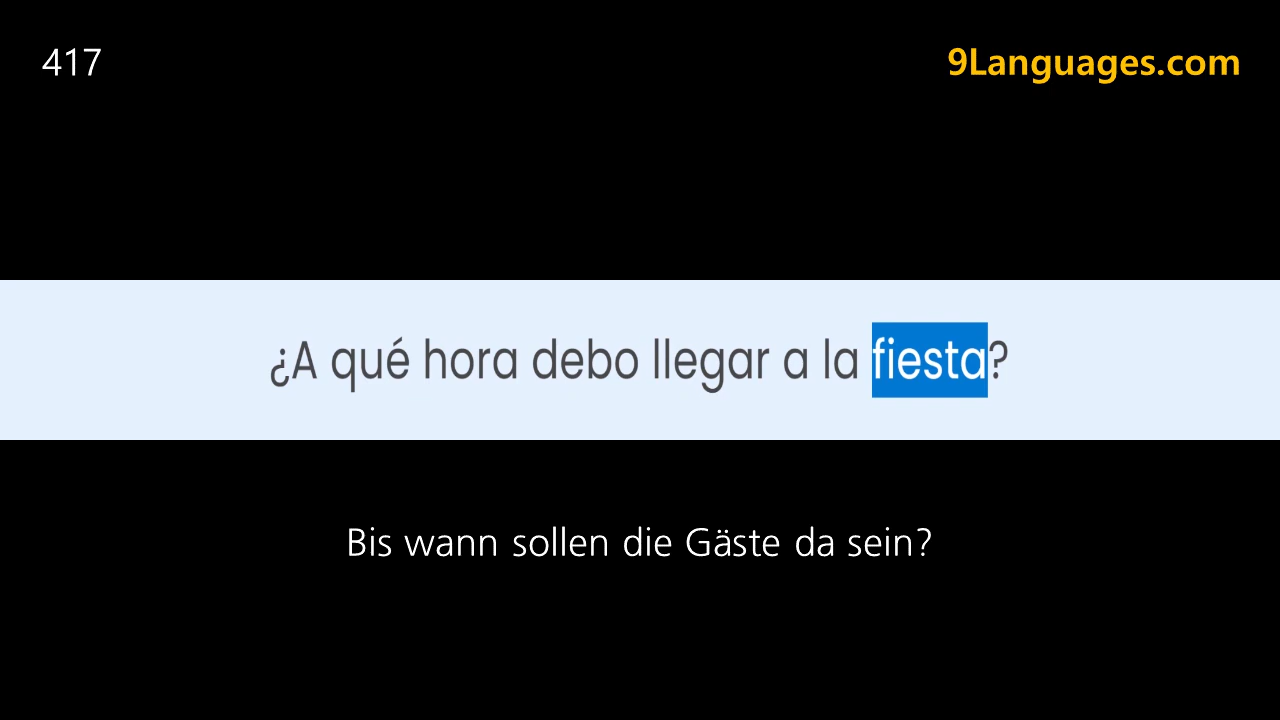 417
9Languages.com
¿A qué hora debo llegar a la fiesta?
Bis wann sollen die Gäste da sein?